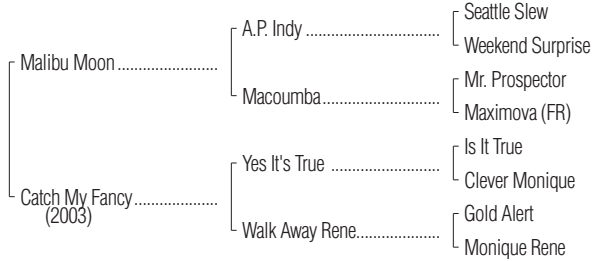 Seattle Slew
A.P. Indy ..........................
Weekend Surprise
Malibu Moon .......................
Mr. Prospector
Macoumba..........................
Maximova (FR)
Is It True
Yes It's True ........................
Clever Monique
Catch My Fancy...................
(2003)
Gold Alert
Walk Away Rene..................
Monique Rene